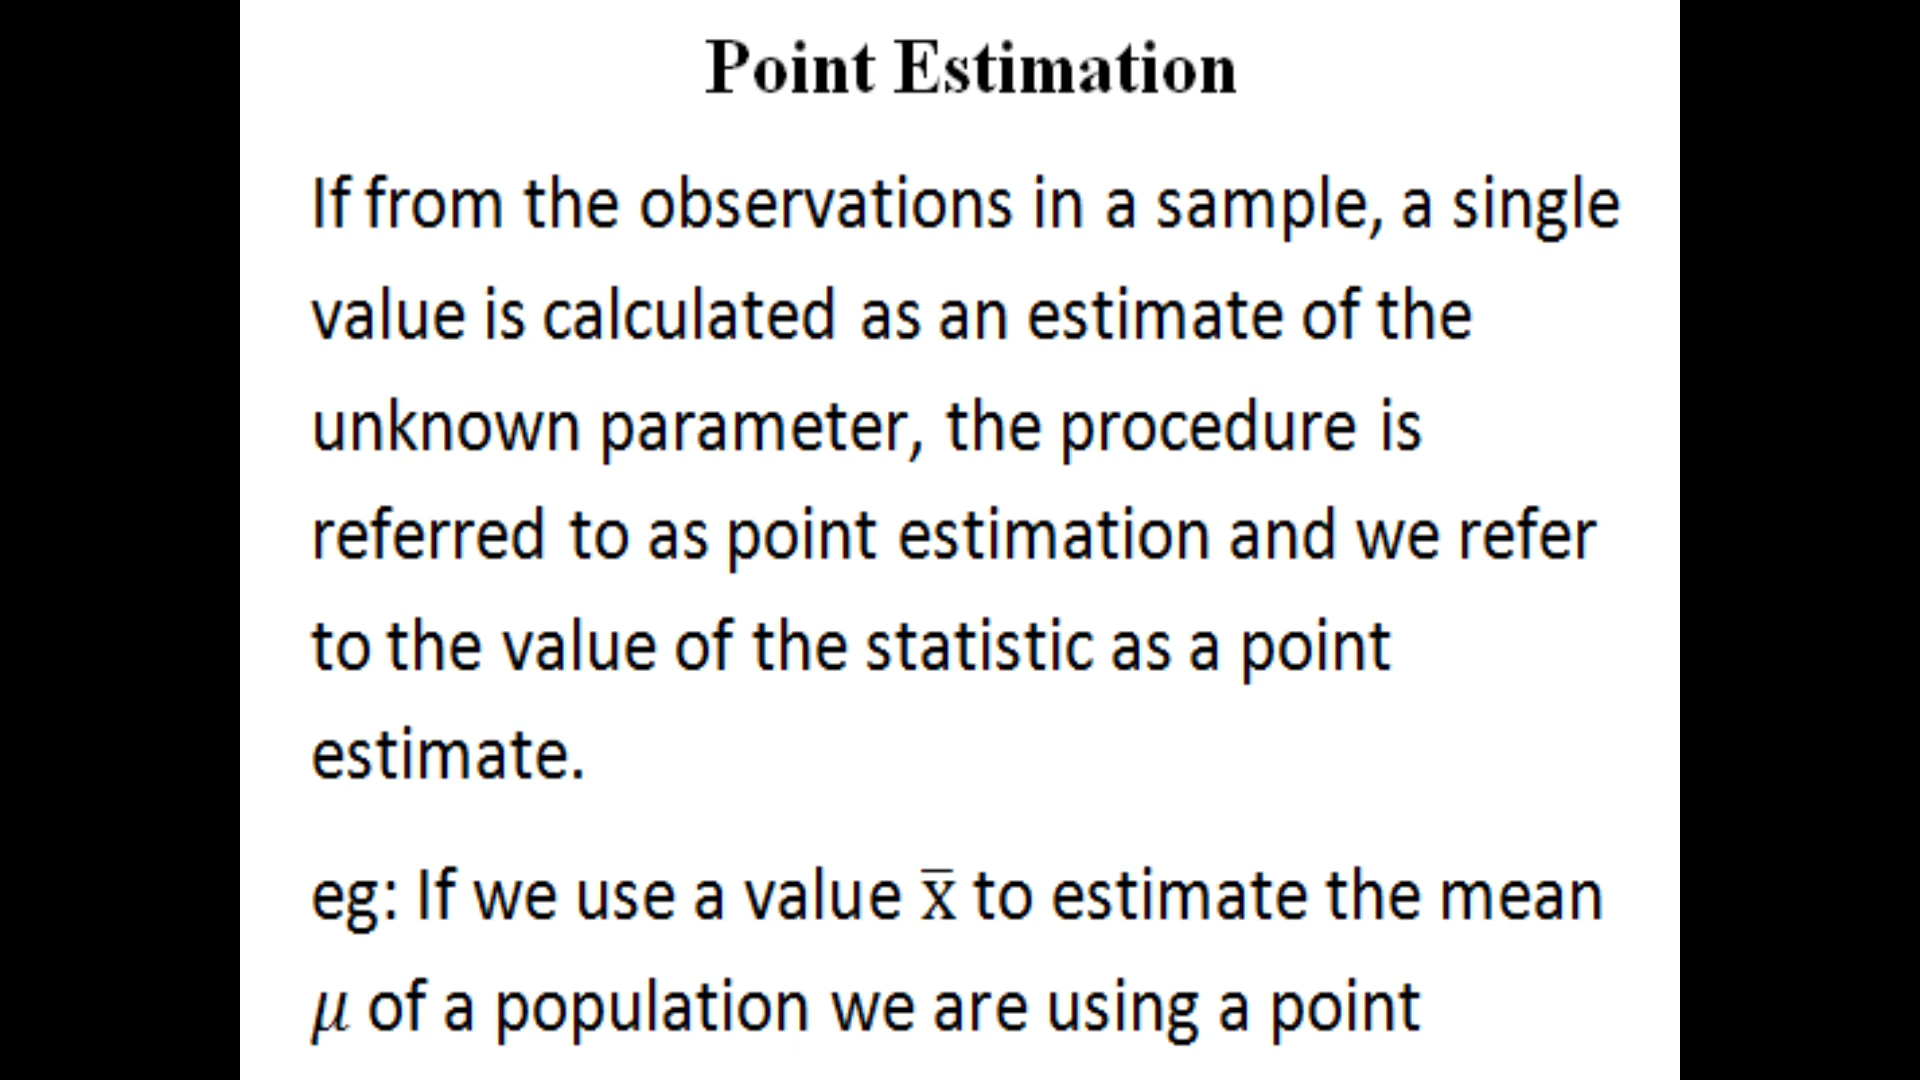 Point Estimation
If from the observations in a sample, a single
value is calculated as an estimate of the
unknown parameter, the procedure is
referred to as point estimation and we refer
to the value of the statistic as a point
estimate.
eg: If we use a value x̅ to estimate the mean
μ of a population we are using a point